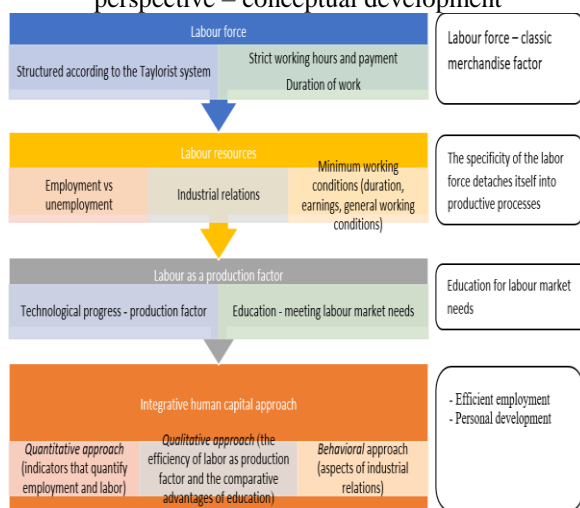 perspective – conceptual development
Labour force
Structured according to the Taylorist system
Strict working hours and payment
Duration of work
Labour force – classic
merchandise factor
Labour resources
Employment vs
unemployment
Industrial relations
Minimum working
conditions (duration,
earnings, general working
conditions)
The specificity of the labor
force detaches itself into
productive processes
Labour as a production factor
Technological progress - production factor
Education - meeting labour market needs
Education for labour market
needs
Integrative human capital approach
Quantitative approach
(indicators that quantify
employment and labor)
Qualitative approach (the
efficiency of labor as production
factor and the comparative
advantages of education)
Behavioral approach
(aspects of industrial
relations)
- Efficient employment
- Personal development